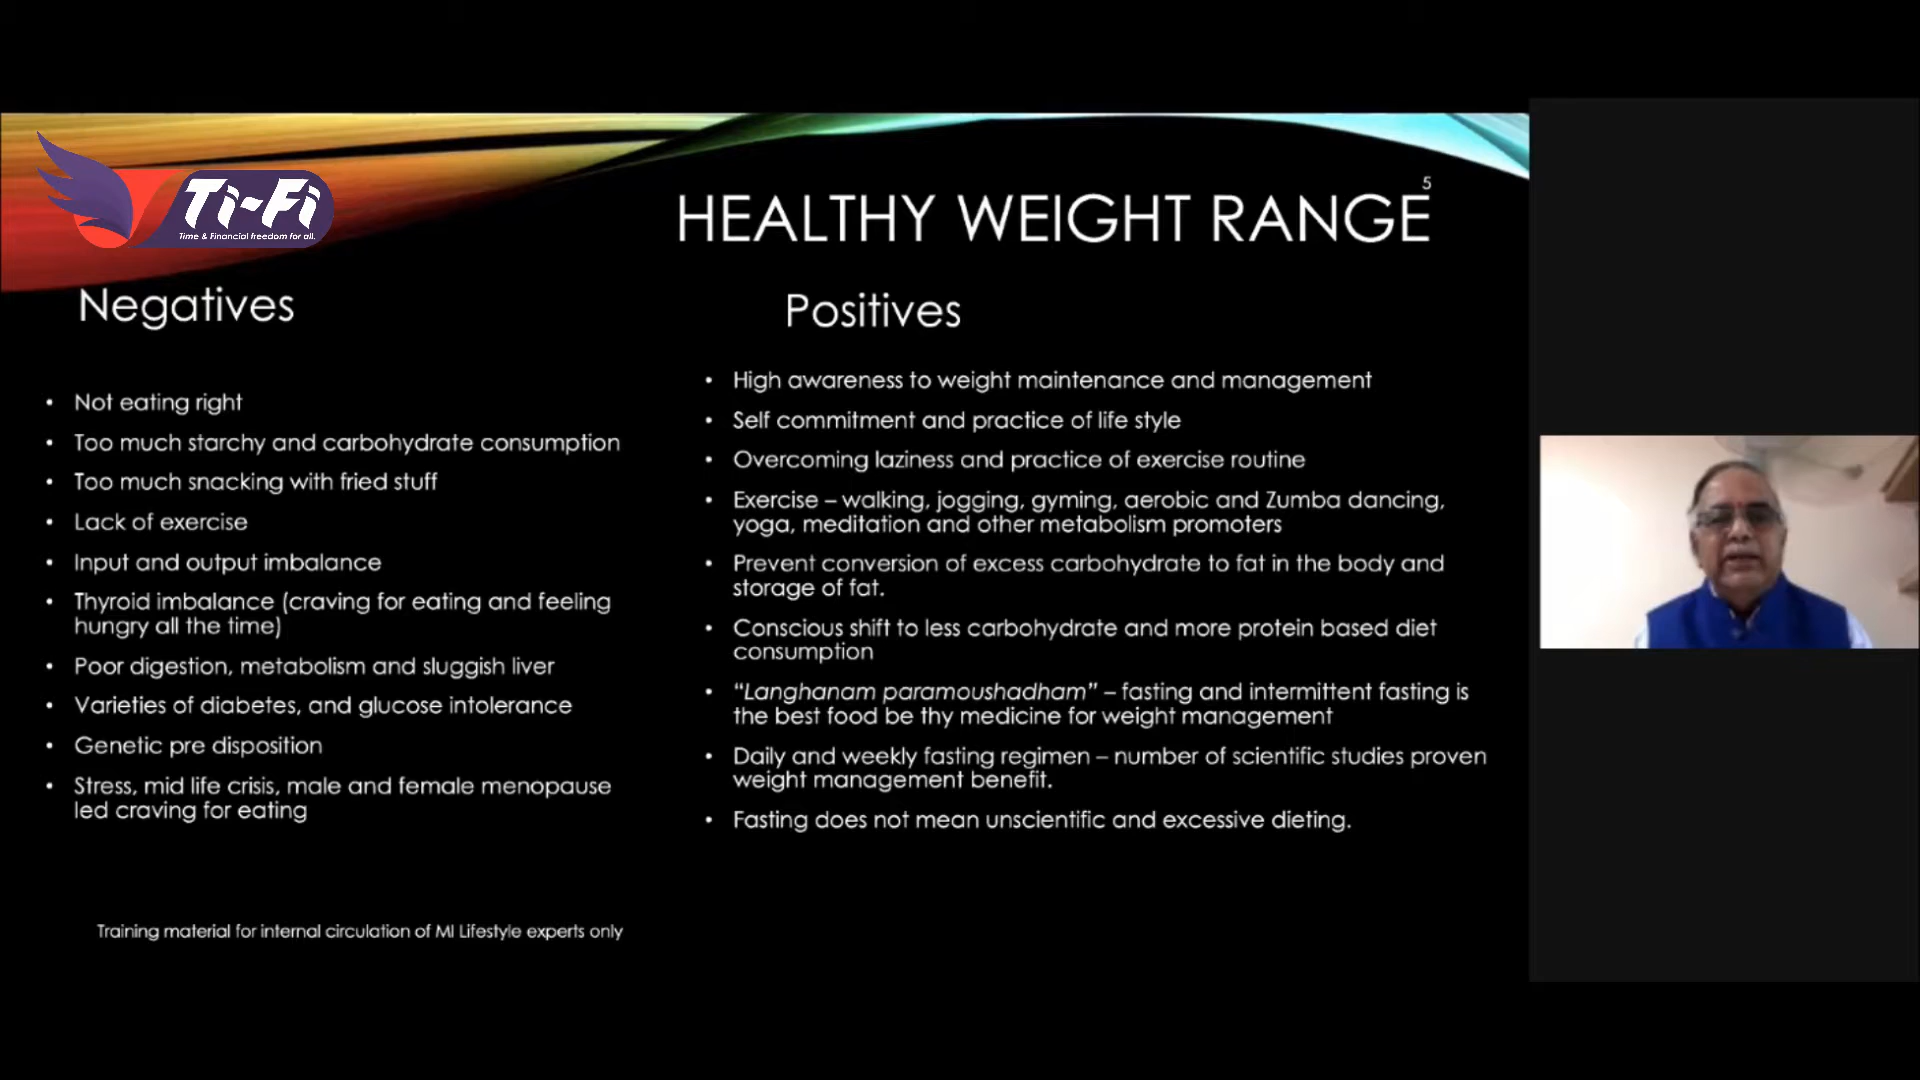 Ti-Fi
Time & Financial freedom for all.
5
HEALTHY WEIGHT RANGE
Negatives
• Not eating right
• Too much starchy and carbohydrate consumption
• Too much snacking with fried stuff
• Lack of exercise
• Input and output imbalance
• Thyroid imbalance (craving for eating and feeling
hungry all the time)
• Poor digestion, metabolism and sluggish liver
• Varieties of diabetes, and glucose intolerance
• Genetic pre disposition
• Stress, mid life crisis, male and female menopause
led craving for eating
Positives
• High awareness to weight maintenance and management
• Self commitment and practice of life style
• Overcoming laziness and practice of exercise routine
• Exercise – walking, jogging, gyming, aerobic and Zumba dancing,
yoga, meditation and other metabolism promoters
• Prevent conversion of excess carbohydrate to fat in the body and
storage of fat.
• Conscious shift to less carbohydrate and more protein based diet
consumption
• “Langhanam paramoushadham” – fasting and intermittent fasting is
the best food be thy medicine for weight management
• Daily and weekly fasting regimen – number of scientific studies proven
weight management benefit.
• Fasting does not mean unscientific and excessive dieting.
Training material for internal circulation of MI Lifestyle experts only